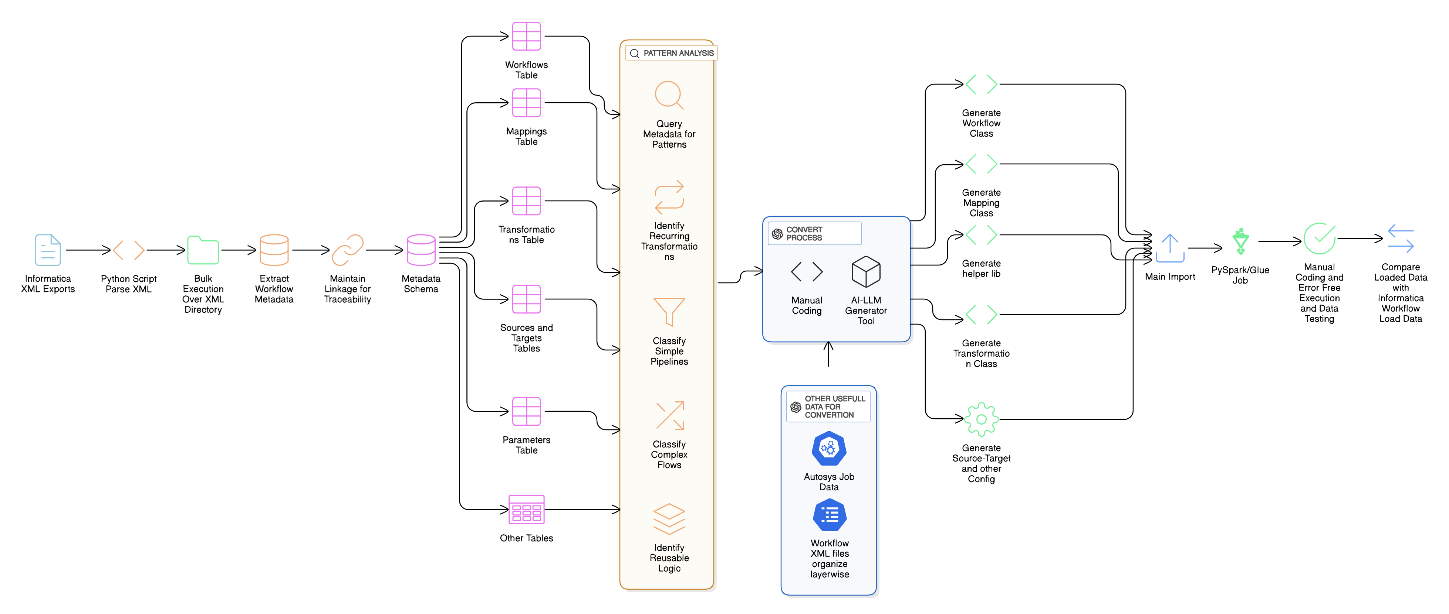 Informatica
XML Exports
Python Script
Parse XML
Bulk
Execution
Over XML
Directory
Extract
Workflow
Metadata
Maintain
Linkage for
Traceability
Metadata
Schema
Workflows
Table
Mappings
Table
Transformatio
ns Table
Sources and
Targets
Tables
Parameters
Table
Other Tables
PATTERN ANALYSIS
Query
Metadata for
Patterns
Identify
Recurring
Transformatio
ns
Classify
Simple
Pipelines
Classify
Complex
Flows
Identify
Reusable
Logic
CONVERT
PROCESS
Manual
Coding
AI-LLM
Generator
Tool
OTHER USEFULL
DATA FOR
CONVERTION
Autosys Job
Data
Workflow
XML files
organize
layerwise
Generate
Workflow
Class
Generate
Mapping
Class
Generate
helper lib
Generate
Transformatio
n Class
Generate
Source-Target
and other
Config
Main Import
PySpark/Glue
Job
Manual
Coding and
Error Free
Execution
and Data
Testing
Compare
Loaded Data
with
Informatica
Workflow
Load Data